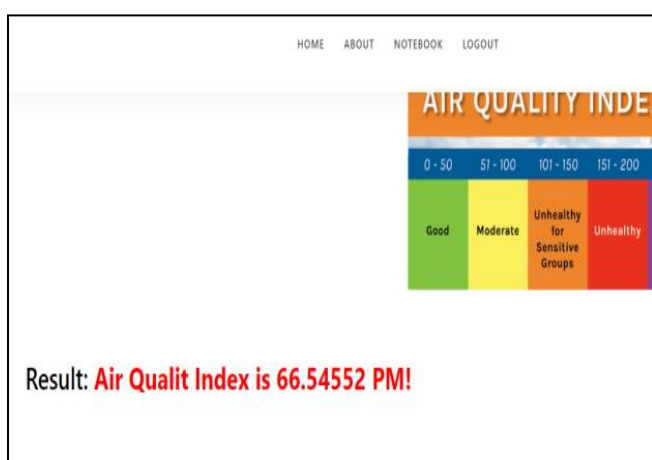 HOME ABOUT NOTEBOOK LOGOUT
AIR QUALITY INDE
0 - 50 51 - 100 101 - 150 151 - 200
Good Moderate Unhealthy for Sensitive Groups Unhealthy
Result: Air Qualit Index is 66.54552 PM!